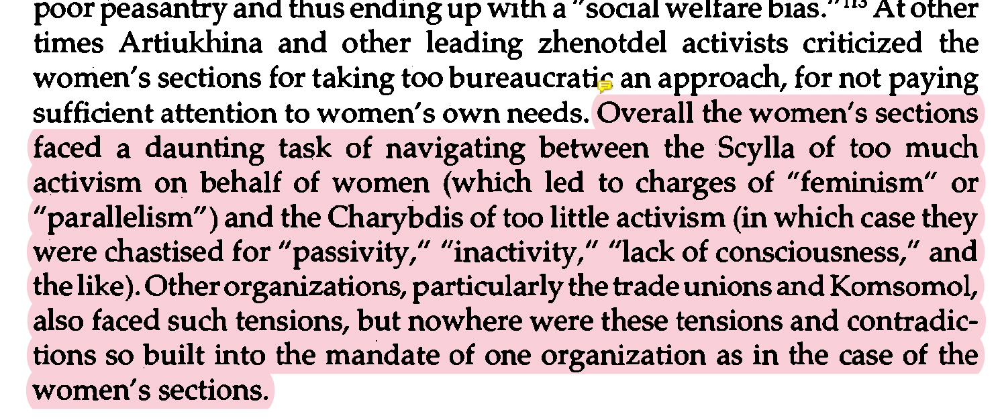 poor peasantry and thus ending up with a "social welfare bias."113 At other
times Artiukhina and other leading zhenotdel activists criticized the
women's sections for taking too bureaucratic an approach, for not paying
sufficient attention to women's own needs. Overall the women's sections
faced a daunting task of navigating between the Scylla of too much
activism on behalf of women (which led to charges of "feminism" or
"parallelism") and the Charybdis of too little activism (in which case they
were chastised for "passivity," "inactivity," "lack of consciousness," and
the like). Other organizations, particularly the trade unions and Komsomol,
also faced such tensions, but nowhere were these tensions and contradic-
tions so built into the mandate of one organization as in the case of the
women's sections.